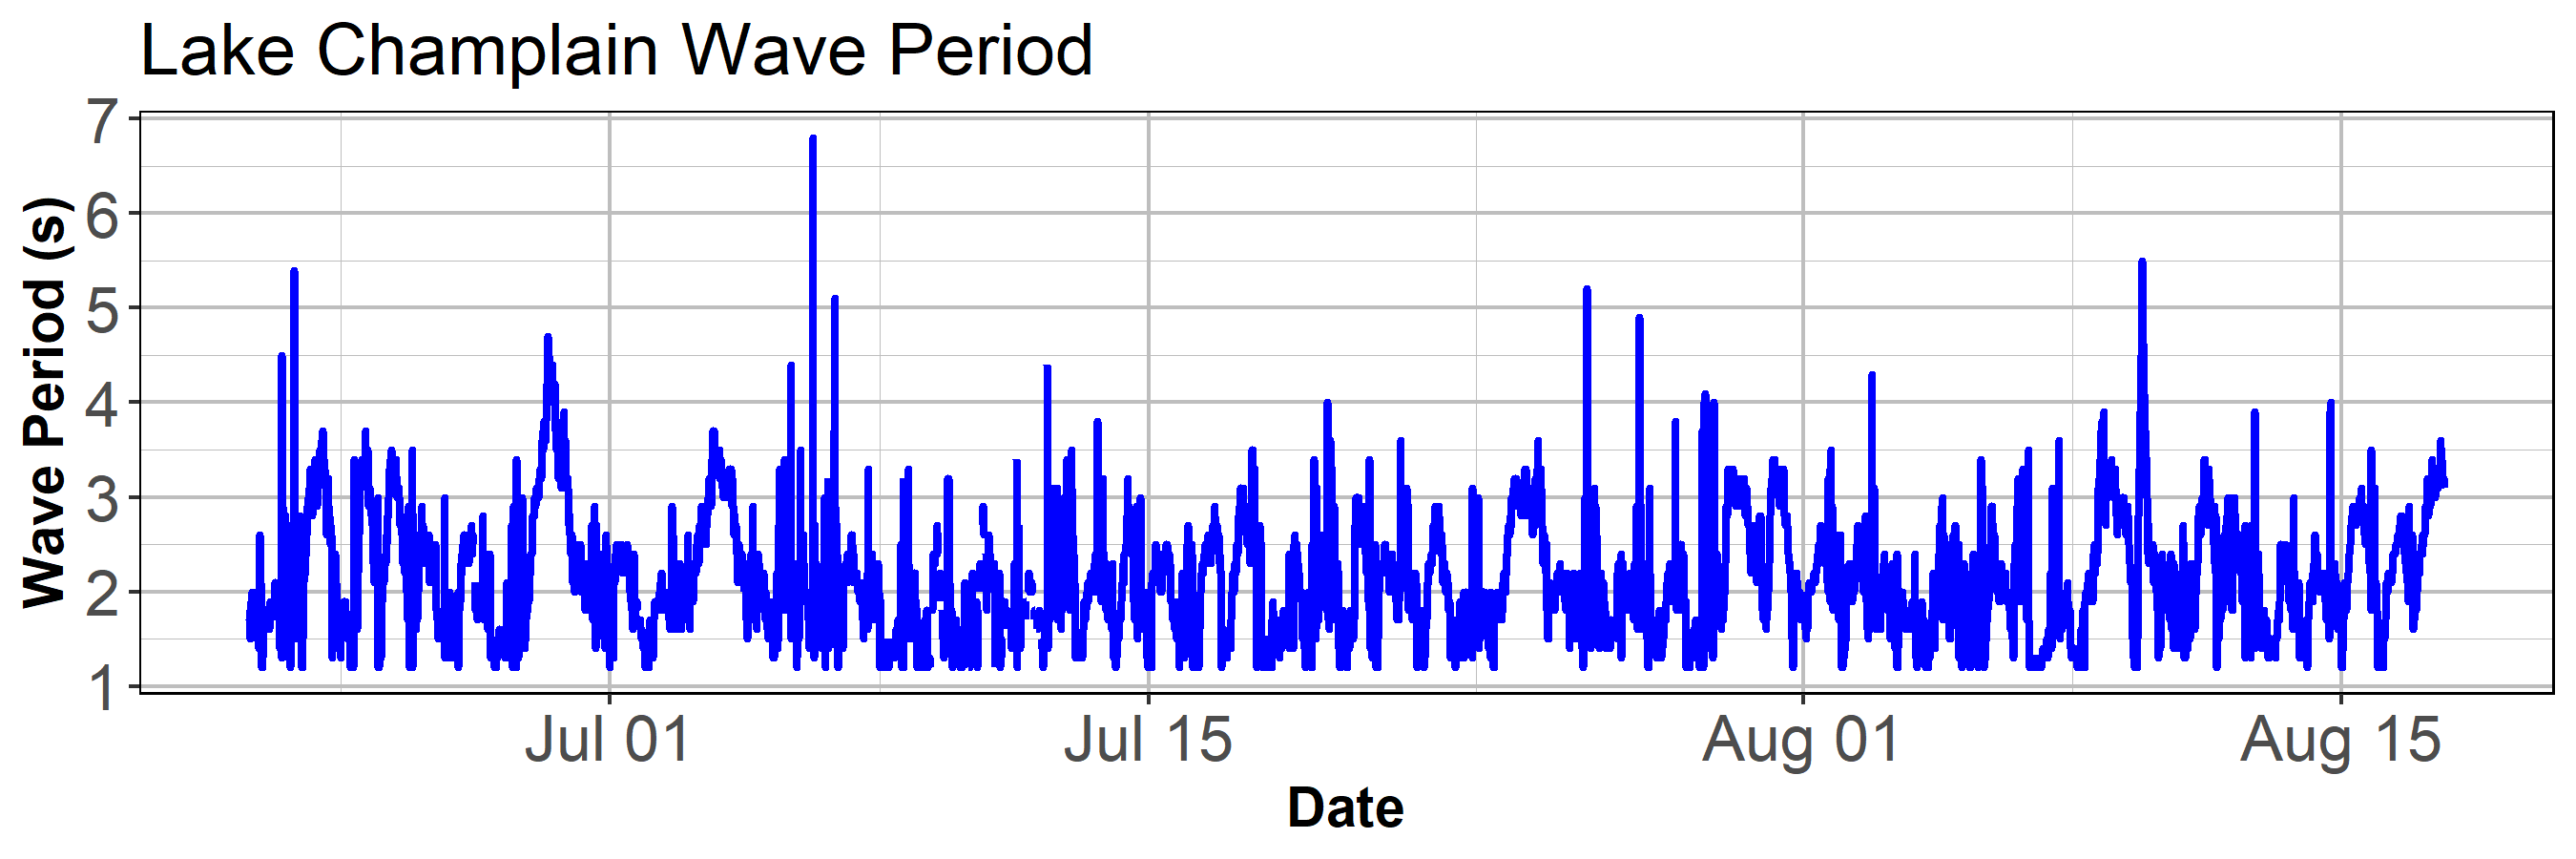 Lake Champlain Wave Period
Wave Period (s)
7
6
5
4
3
2
1
Jul 01
Jul 15
Aug 01
Aug 15
Date